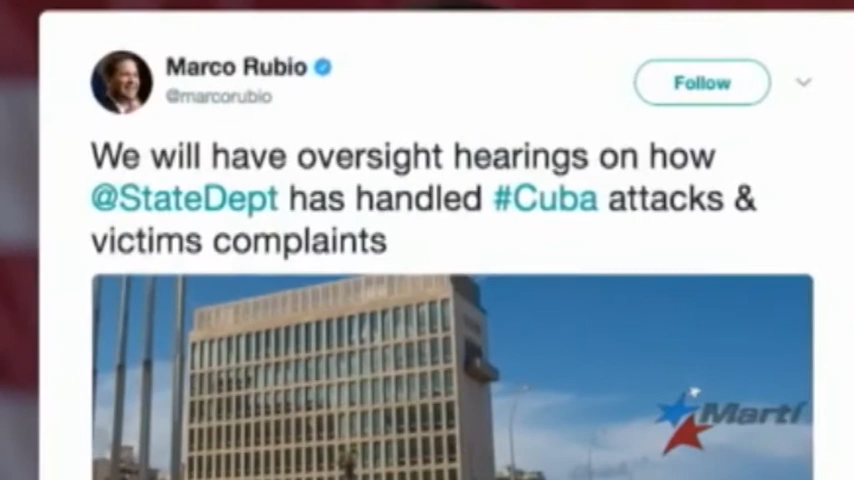 Marco Rubio
@marcorubio
Follow
We will have oversight hearings on how
@StateDept has handled #Cuba attacks &
victims complaints
Martí